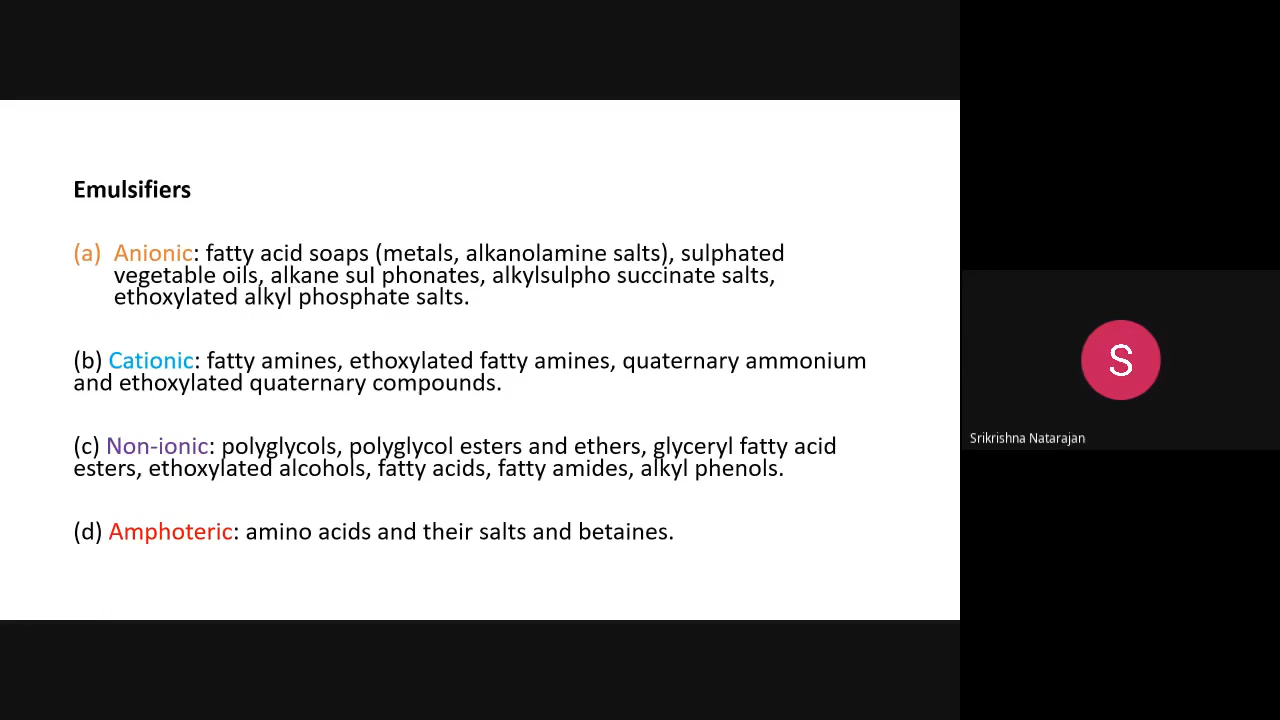 Emulsifiers
(a) Anionic: fatty acid soaps (metals, alkanolamine salts), sulphated
vegetable oils, alkane sul phonates, alkylsulpho succinate salts,
ethoxylated alkyl phosphate salts.
(b) Cationic: fatty amines, ethoxylated fatty amines, quaternary ammonium
and ethoxylated quaternary compounds.
(c) Non-ionic: polyglycols, polyglycol esters and ethers, glyceryl fatty acid
esters, ethoxylated alcohols, fatty acids, fatty amides, alkyl phenols.
(d) Amphoteric: amino acids and their salts and betaines.
S
Srikrishna Natarajan